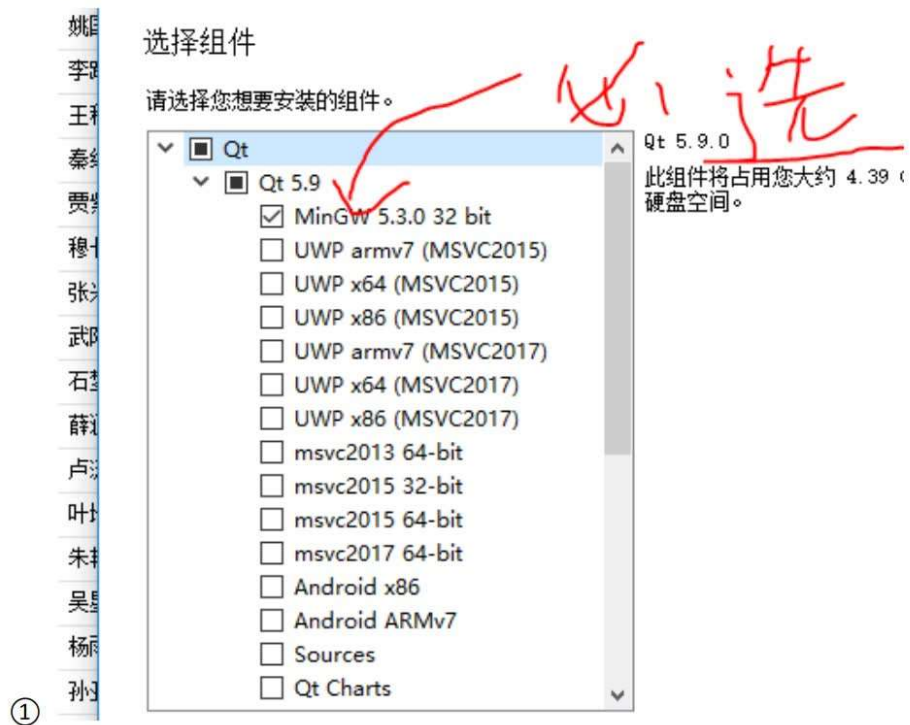 选择组件
必选
请选择您想要安装的组件。
Qt
Qt 5.9.0
Qt 5.9
此组件将占用您大约 4.39
硬盘空间。
MinGW 5.3.0 32 bit
UWP armv7 (MSVC2015)
UWP x64 (MSVC2015)
UWP x86 (MSVC2015)
UWP armv7 (MSVC2017)
UWP x64 (MSVC2017)
UWP x86 (MSVC2017)
msvc2013 64-bit
msvc2015 32-bit
msvc2015 64-bit
msvc2017 64-bit
Android x86
Android ARMv7
Sources
Qt Charts
姚
李
王
秦
贾
穆
张
武
石
薛
卢
叶
朱
吴
杨
孙
①